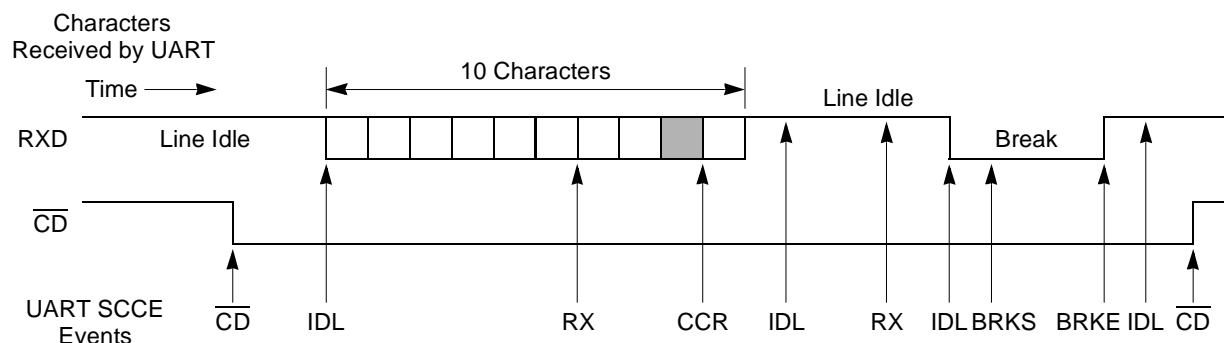 Characters
Received by UART
10 Characters
Time
Line Idle
RXD
Line Idle
Break
CD
UART SCCE
Events
CD
IDL
RX
CCR
IDL
RX
IDL
BRKS
BRKE
IDL
CD